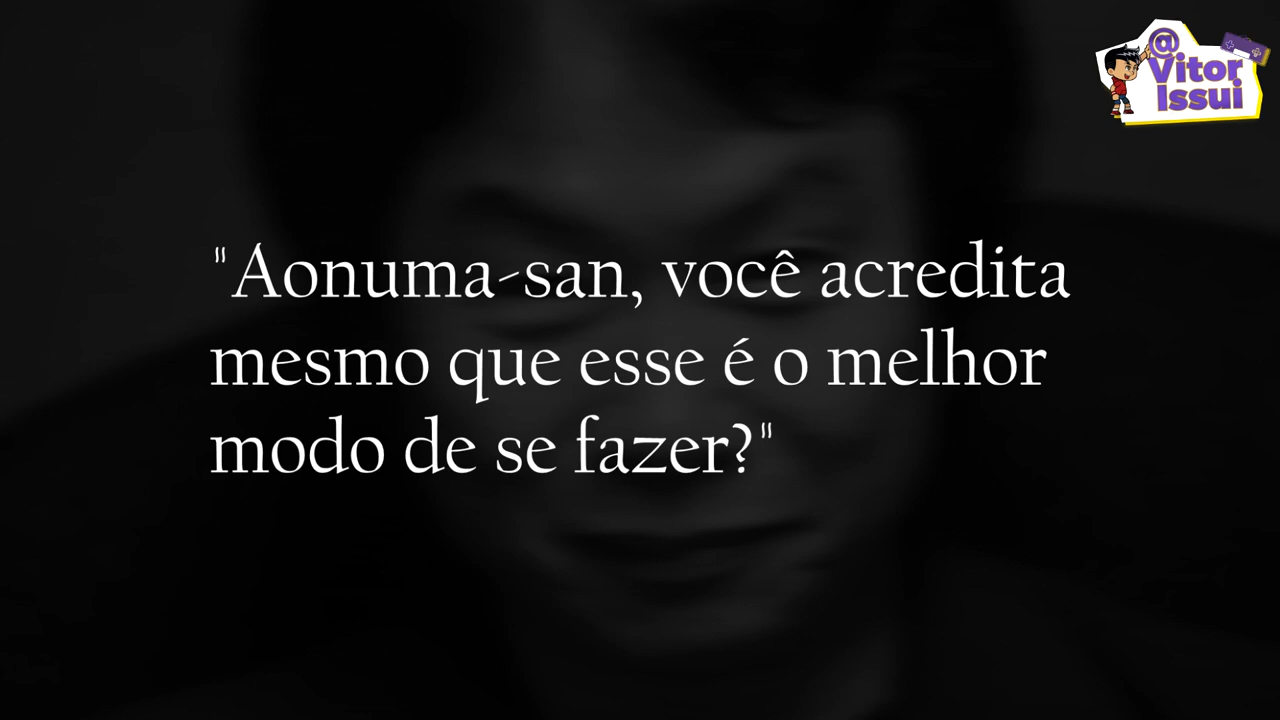 @
Vitor
Issui
"Aonuma-san, você acredita
mesmo que esse é o melhor
modo de se fazer?"